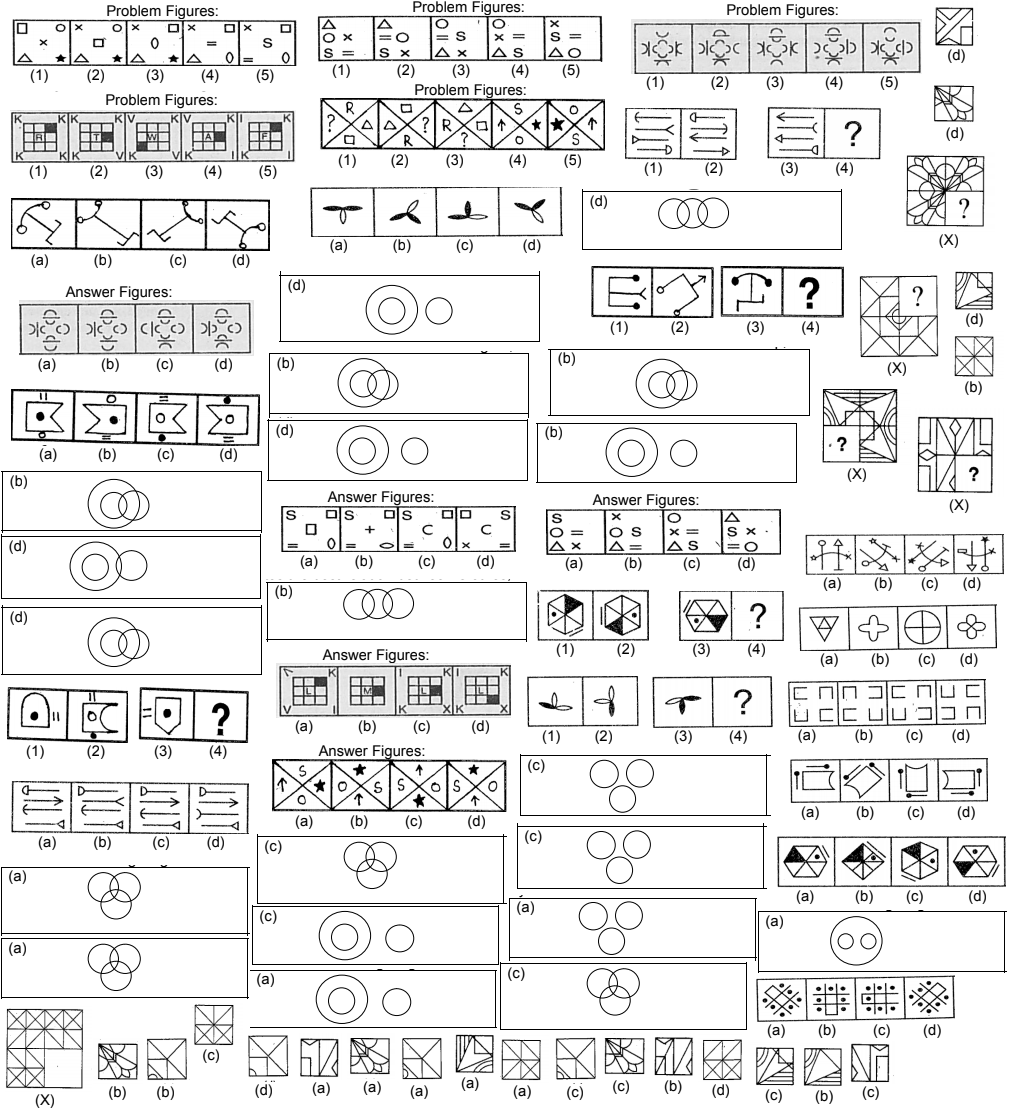 Problem Figures:
(1) (2) (3) (4) (5)
Problem Figures:
S = S × = S × = = S
(1) (2) (3) (4) (5)
Problem Figures:
(1) (2) (3) (4) (5)
(d)
(d)
Problem Figures:
K K K K V K V K I K
R T W A F
K K K V K V K I K I
(1) (2) (3) (4) (5)
Problem Figures:
R S O
? ? R
R ? O S
(1) (2) (3) (4) (5)
?
(1) (2) (3) (4)
?
(X)
(a) (b) (c) (d)
(a) (b) (c) (d)
(d)
Answer Figures:
(a) (b) (c) (d)
(d)
?
(1) (2) (3) (4)
?
(X)
(d)
(b)
(b)
(b)
(a) (b) (c) (d)
(d)
(b)
?
(X)
?
(X)
(b)
(d)
(d)
Answer Figures:
S S S S
+ C C
= = = × =
(a) (b) (c) (d)
Answer Figures:
S × O △
O = O S × = S ×
△ × △ = △ S = O
(a) (b) (c) (d)
(a) (b) (c) (d)
(b)
?
(1) (2) (3) (4)
(a) (b) (c) (d)
Answer Figures:
K K I K I K
L M L L
V I K X K X
(a) (b) (c) (d)
?
(1) (2) (3) (4)
?
(1) (2) (3) (4)
(a) (b) (c) (d)
Answer Figures:
S O S S O S O
O
(a) (b) (c) (d)
(c)
(a) (b) (c) (d)
(a) (b) (c) (d)
(c)
(c)
(a) (b) (c) (d)
(a)
(a)
(c)
(a)
(a)
(a)
(c)
(a) (b) (c) (d)
(X)
(b) (b) (c) (d) (a) (a) (a) (a) (a) (c) (c) (b) (d) (c) (b) (c)